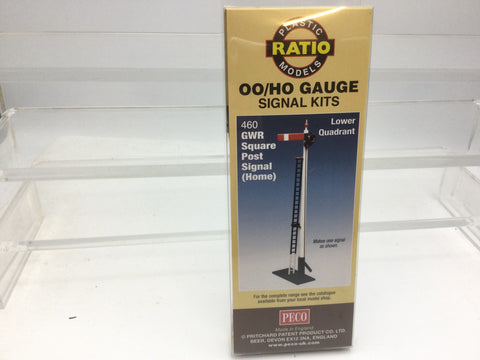 PLASTIC
RATIO
MODELS
OO/HO GAUGE
SIGNAL KITS
460
GWR
Square
Post
Signal
(Home)
Lower
Quadrant
Makes one signal
as shown.
For the complete range see the catalogue
available from your local model shop.
PECO
Made in England
© PRITCHARD PATENT PRODUCT CO. LTD.
BEER, DEVON EX12 3NA, ENGLAND
www.peco-uk.com